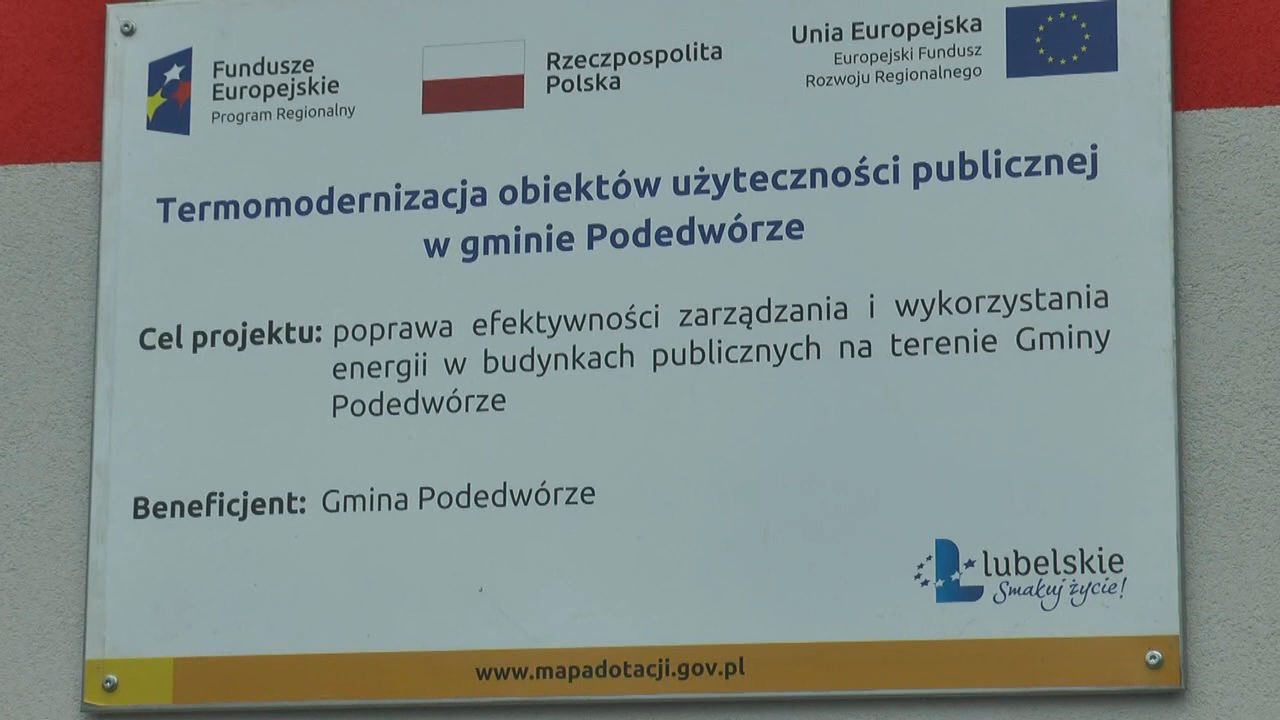 Fundusze
Europejskie
Program Regionalny
Rzeczpospolita
Polska
Unia Europejska
Europejski Fundusz
Rozwoju Regionalnego
Termomodernizacja obiektów użyteczności publicznej
w gminie Podedwórze
Cel projektu: poprawa efektywności zarządzania i wykorzystania
energii w budynkach publicznych na terenie Gminy
Podedwórze
Beneficjent: Gmina Podedwórze
lubelskie
Smakuj życie!
www.mapadotacji.gov.pl